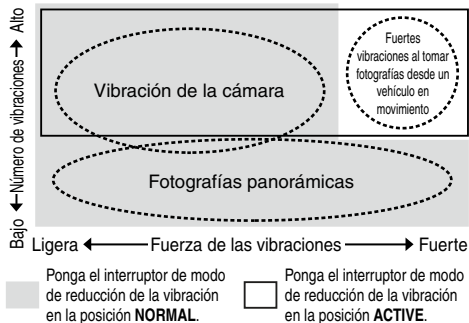 Alto
Número de vibraciones
Bajo
Vibración de la cámara
Fuertes
vibraciones al tomar
fotografías desde un
vehículo en
movimiento
Fotografías panorámicas
Ligera
Fuerza de las vibraciones
Fuerte
Ponga el interruptor de modo
de reducción de la vibración
en la posición NORMAL.
Ponga el interruptor de modo
de reducción de la vibración
en la posición ACTIVE.